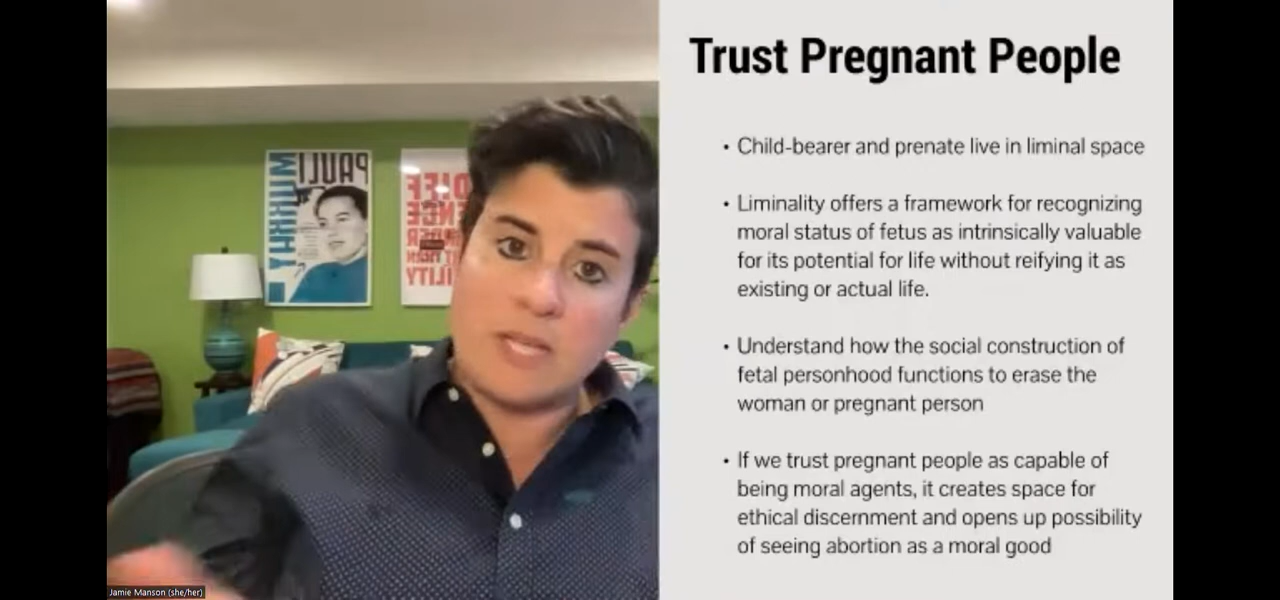 PAULI
MURRAY
Trust Pregnant People
• Child-bearer and prenate live in liminal space
• Liminality offers a framework for recognizing
moral status of fetus as intrinsically valuable
for its potential for life without reifying it as
existing or actual life.
• Understand how the social construction of
fetal personhood functions to erase the
woman or pregnant person
• If we trust pregnant people as capable of
being moral agents, it creates space for
ethical discernment and opens up possibility
of seeing abortion as a moral good
Jamie Manson (she/her)